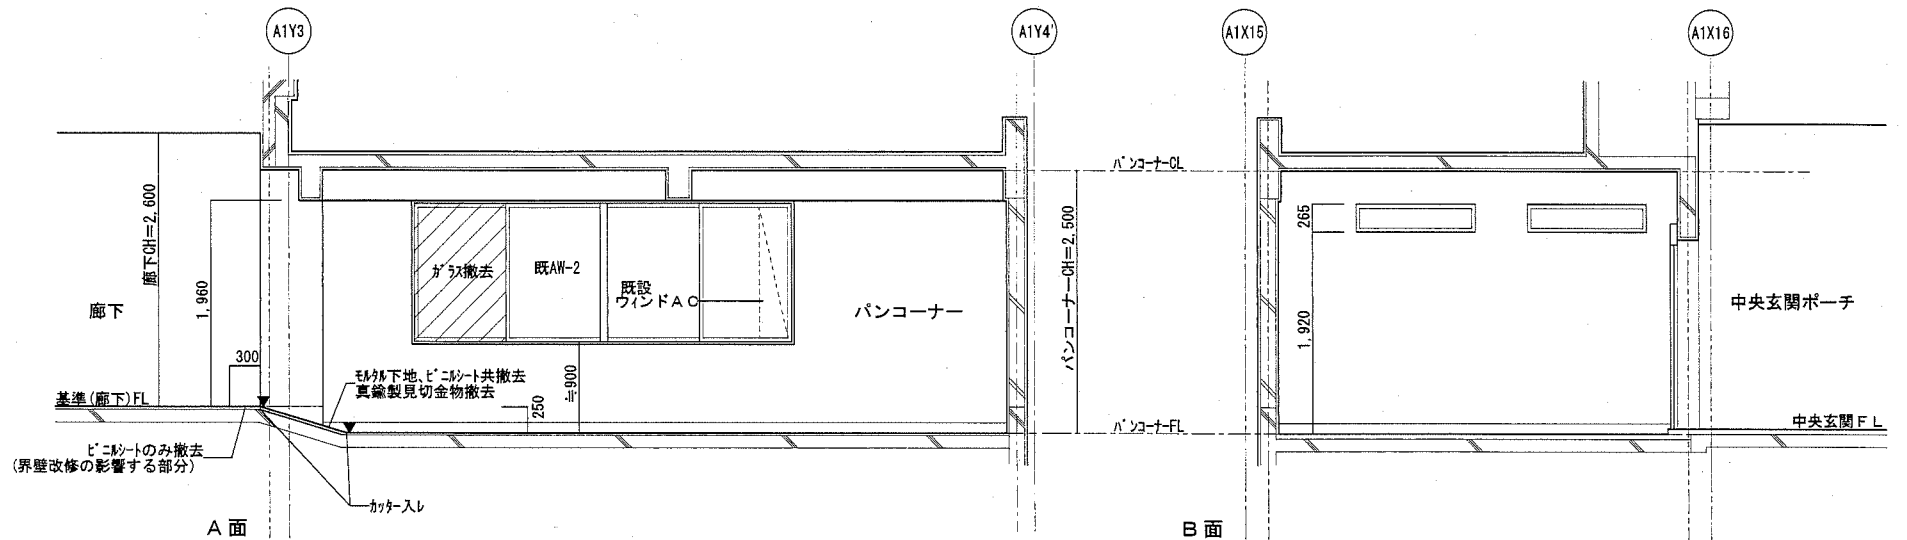 A1Y3
A1Y4'
A1X15
A1X16
パンコーナーCL
廊下CH=2,600
1,960
300
廊下
基準(廊下)FL
ビニルシートのみ撤去
(界壁改修の影響する部分)
ガラス撤去
既AW-2
既設
ウィンドAC
パンコーナー
モルタル下地、ビニルシート共撤去
真鍮製見切金物撤去
250
≒900
カッター入レ
A面
パンコーナーCH=2,500
パンコーナーFL
265
1,920
中央玄関ポーチ
中央玄関FL
B面